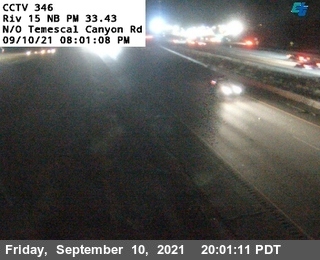 CCTV 346
Riv 15 NB PM 33.43
N/O Temescal Canyon Rd
09/10/21 08:01:08 PM
Friday, September 10, 2021 20:01:11 PDT